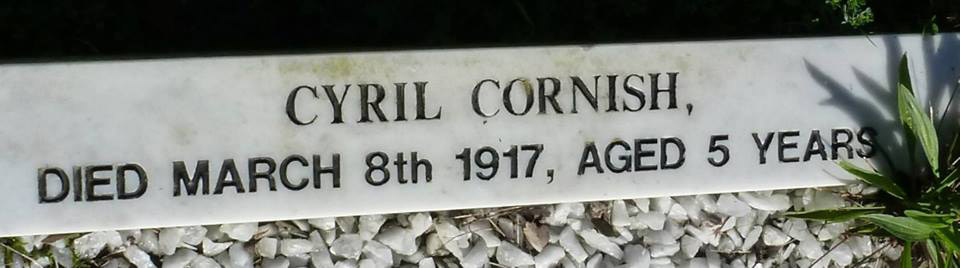 CYRIL CORNISH,
DIED MARCH 8th 1917, AGED 5 YEARS